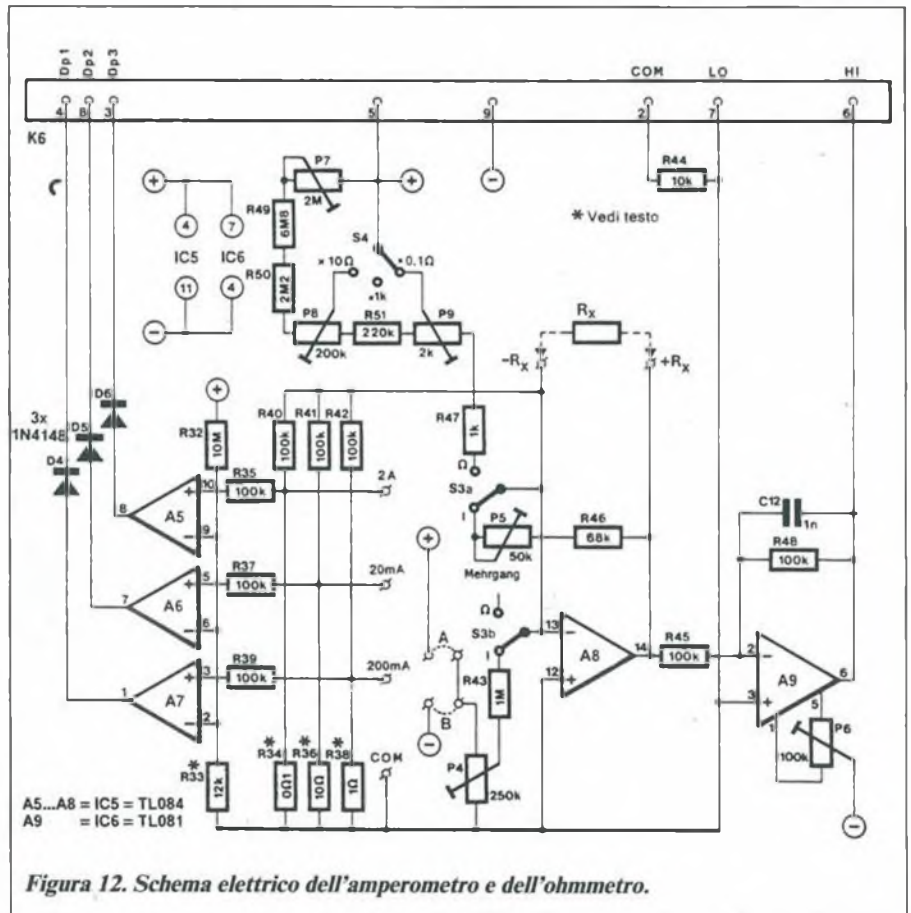 Dp1
Dp2
Dp3
COM
LO
HI
4
8
3
5
9
2
7
6
K6
+
4
7
IC5
IC6
11
4
−
P7
2M
+
−
R44
10k
* Vedi testo
R49
6M8
R50
2M2
S4
×10Ω
×0.1Ω
×1k
P8
200k
R51
220k
P9
2k
Rx
−Rx
+Rx
3x
1N4148
D6
D5
D4
+
R32
10M
R40
100k
R41
100k
R42
100k
R47
1k
Ω
S3a
I
P5
50k
Mehrgang
R46
68k
C12
1n
R48
100k
A5
8
+
10
−
9
R35
100k
2A
A6
7
+
5
−
6
R37
100k
20mA
A7
1
+
3
−
2
R39
100k
200mA
+
A
B
−
Ω
S3b
I
R43
1M
P4
250k
13
−
12
+
A8
14
R45
100k
2
−
3
+
A9
6
5
1
P6
100k
−
*
R33
12k
*
R34
0Ω1
*
R36
10Ω
*
R38
1Ω
COM
A5...A8 = IC5 = TL084
A9 = IC6 = TL081
Figura 12. Schema elettrico dell'amperometro e dell'ohmmetro.